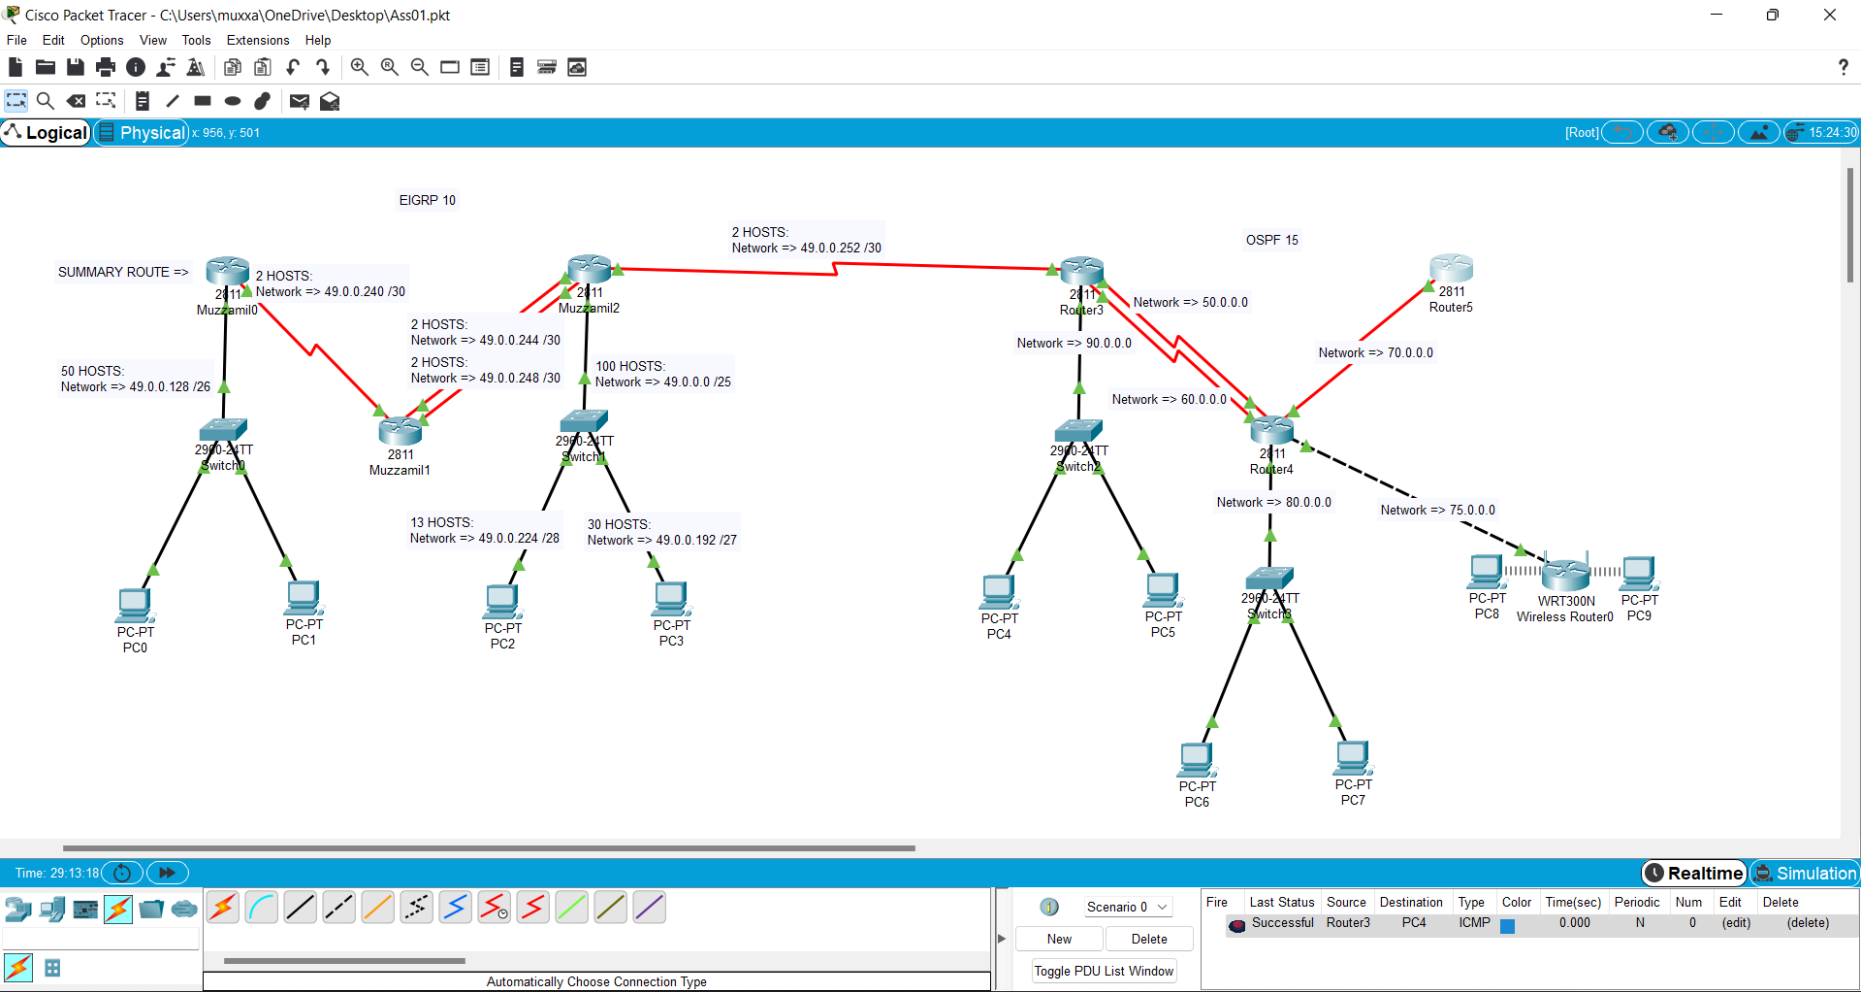 Cisco Packet Tracer - C:\Users\muxxa\OneDrive\Desktop\Ass01.pkt
File Edit Options View Tools Extensions Help
?
Logical Physical x: 956, y: 501 [Root] 15:24:30
EIGRP 10
2 HOSTS:
Network => 49.0.0.252 /30
OSPF 15
SUMMARY ROUTE =>
2811
Muzzamil0
2 HOSTS:
Network => 49.0.0.240 /30
2811
Muzzamil2
2811
Router3
Network => 50.0.0.0
2811
Router5
2 HOSTS:
Network => 49.0.0.244 /30
2 HOSTS:
Network => 49.0.0.248 /30
Network => 90.0.0.0
Network => 70.0.0.0
50 HOSTS:
Network => 49.0.0.128 /26
100 HOSTS:
Network => 49.0.0.0 /25
Network => 60.0.0.0
2960-24TT
Switch0
2811
Muzzamil1
2960-24TT
Switch1
2960-24TT
Switch2
2811
Router4
Network => 80.0.0.0
Network => 75.0.0.0
13 HOSTS:
Network => 49.0.0.224 /28
30 HOSTS:
Network => 49.0.0.192 /27
PC-PT
PC0
PC-PT
PC1
PC-PT
PC2
PC-PT
PC3
PC-PT
PC4
PC-PT
PC5
2960-24TT
Switch3
PC-PT
PC8
WRT300N
Wireless Router0
PC-PT
PC9
PC-PT
PC6
PC-PT
PC7
Time: 29:13:18 Realtime Simulation
Scenario 0
New Delete
Toggle PDU List Window
Fire Last Status Source Destination Type Color Time(sec) Periodic Num Edit Delete
Successful Router3 PC4 ICMP 0.000 N 0 (edit) (delete)
Automatically Choose Connection Type